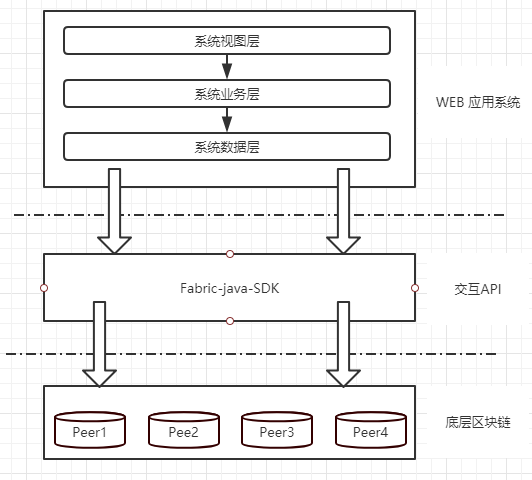 系统视图层
系统业务层
WEB 应用系统
系统数据层
Fabric-java-SDK
交互API
底层区块链
Peer1 Pee2 Peer3 Peer4